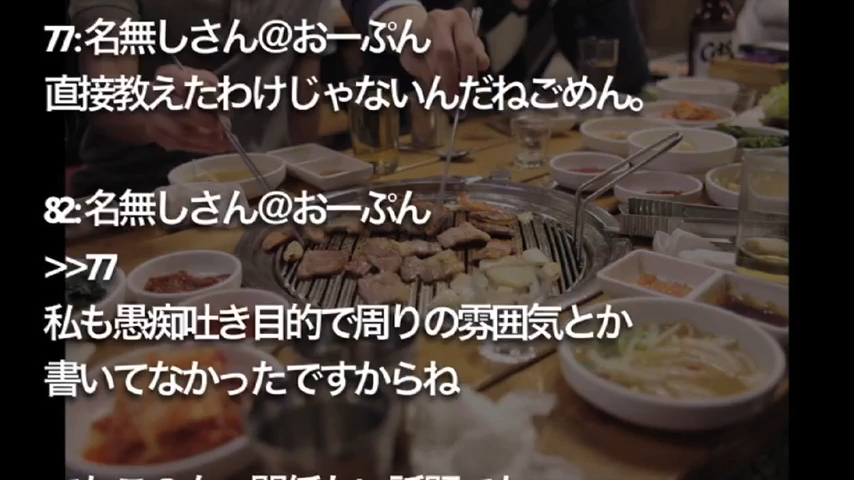 77: 名無しさん@おーぷん
直接教えたわけじゃないんだねごめん。
82: 名無しさん@おーぷん
>>77
私も愚痴吐き目的で周りの雰囲気とか
書いてなかったですからね